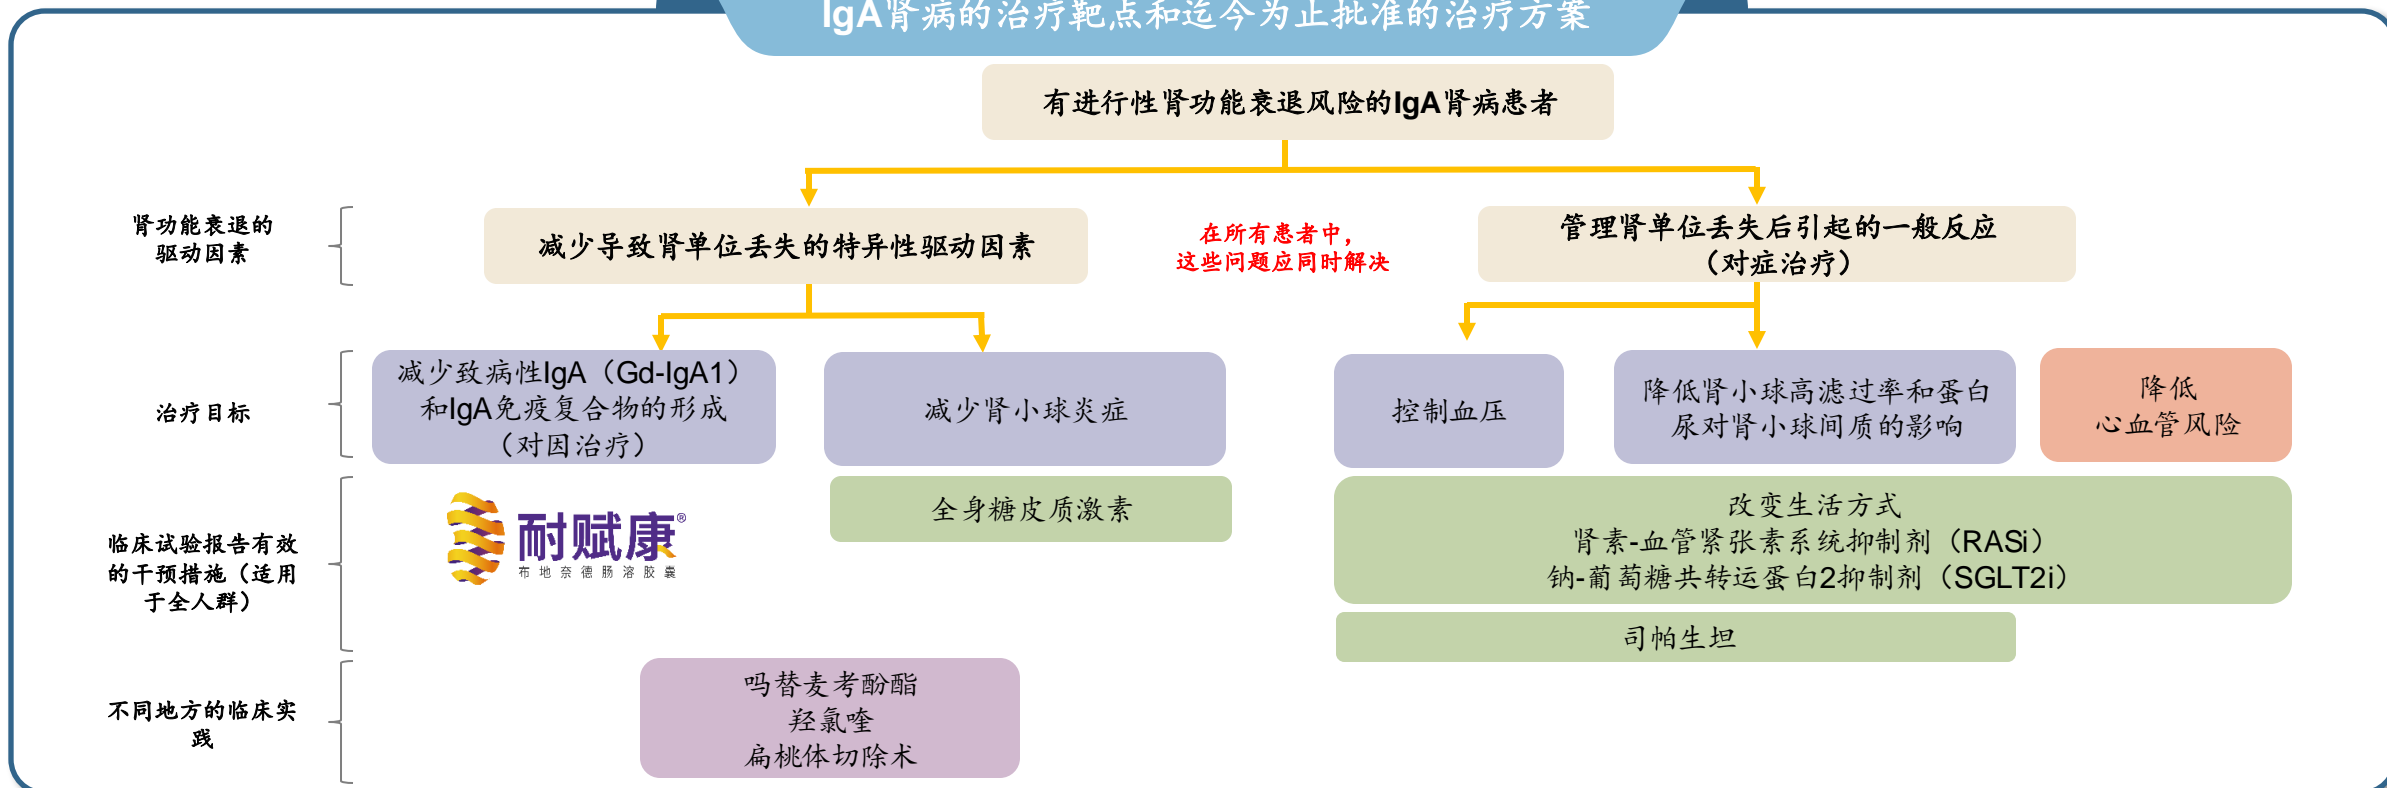 IgA肾病的治疗靶点和迄今为止批准的治疗方案
有进行性肾功能衰退风险的IgA肾病患者
肾功能衰退的
驱动因素
减少导致肾单位丢失的特异性驱动因素
在所有患者中，
这些问题应同时解决
管理肾单位丢失后引起的一般反应
（对症治疗）
治疗目标
减少致病性IgA（Gd-IgA1）
和IgA免疫复合物的形成
（对因治疗）
减少肾小球炎症
控制血压
降低肾小球高滤过率和蛋白
尿对肾小球间质的影响
降低
心血管风险
临床试验报告有效
的干预措施（适用
于全人群）
耐赋康®
布地奈德肠溶胶囊
全身糖皮质激素
改变生活方式
肾素-血管紧张素系统抑制剂（RASi）
钠-葡萄糖共转运蛋白2抑制剂（SGLT2i）
司帕生坦
不同地方的临床实
践
吗替麦考酚酯
羟氯喹
扁桃体切除术